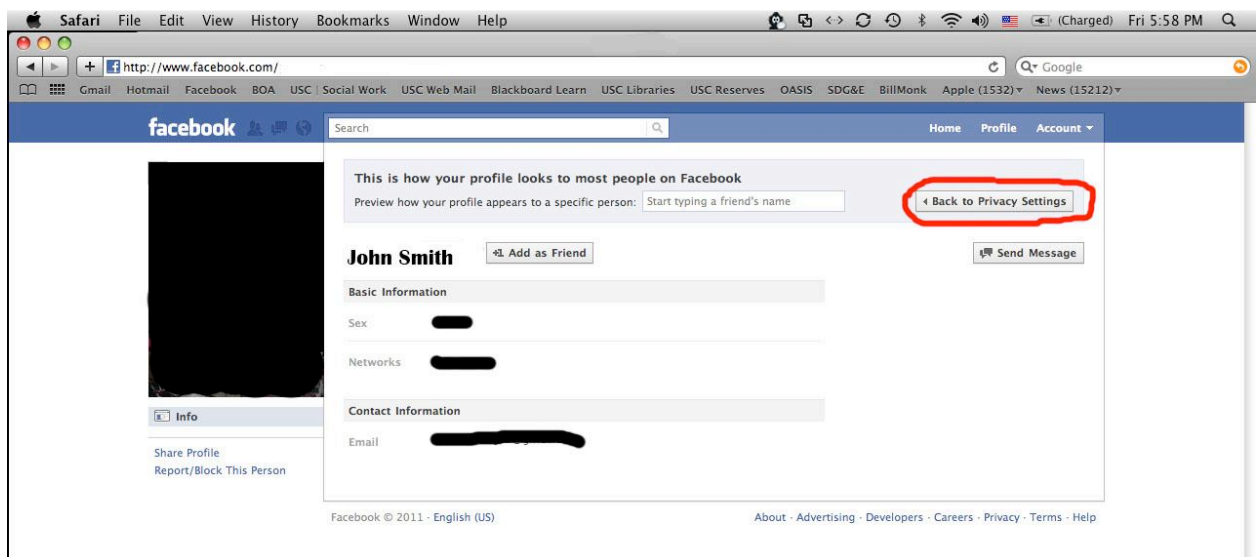 Safari File Edit View History Bookmarks Window Help (Charged) Fri 5:58 PM
http://www.facebook.com/ Google
Gmail Hotmail Facebook BOA USC | Social Work USC Web Mail Blackboard Learn USC Libraries USC Reserves OASIS SDG&E BillMonk Apple (1532) News (15212)
facebook Search Home Profile Account
This is how your profile looks to most people on Facebook
Preview how your profile appears to a specific person: Start typing a friend's name Back to Privacy Settings
John Smith +1 Add as Friend Send Message
Basic Information
Sex
Networks
Contact Information
Info
Email
Share Profile
Report/Block This Person
Facebook © 2011 · English (US) About · Advertising · Developers · Careers · Privacy · Terms · Help